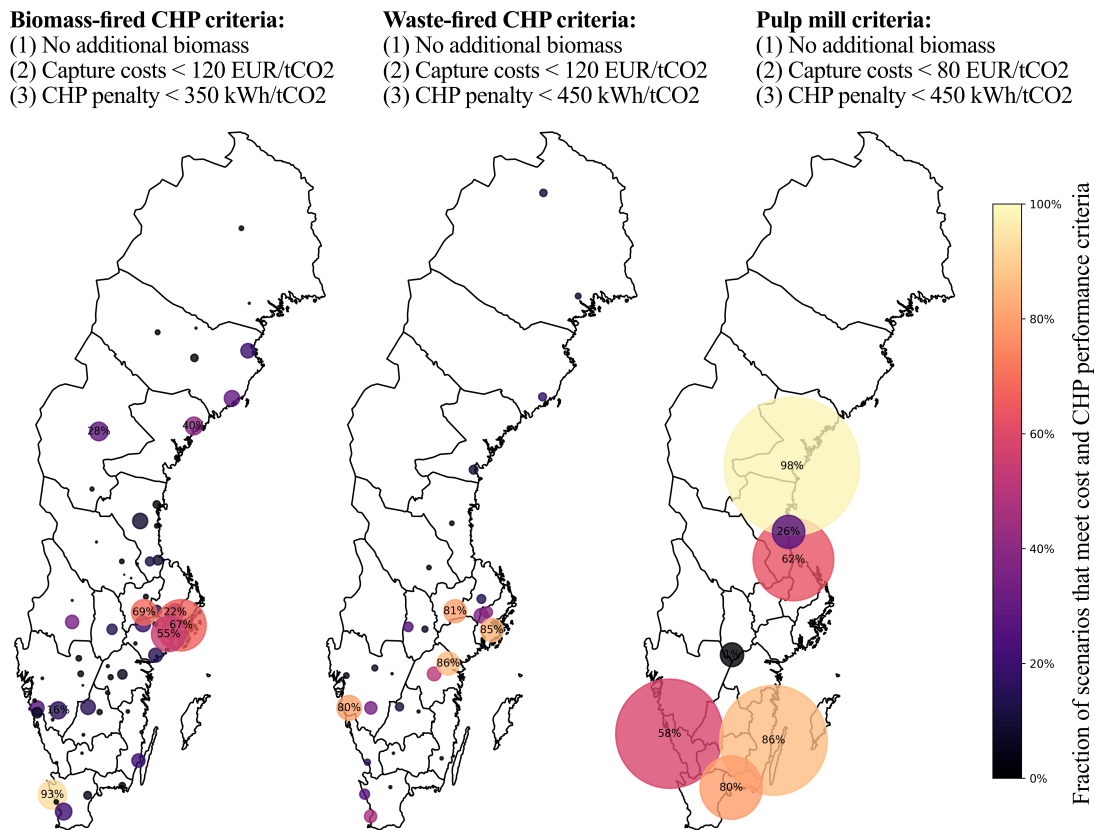 Biomass-fired CHP criteria:
(1) No additional biomass
(2) Capture costs < 120 EUR/tCO2
(3) CHP penalty < 350 kWh/tCO2
Waste-fired CHP criteria:
(1) No additional biomass
(2) Capture costs < 120 EUR/tCO2
(3) CHP penalty < 450 kWh/tCO2
Pulp mill criteria:
(1) No additional biomass
(2) Capture costs < 80 EUR/tCO2
(3) CHP penalty < 450 kWh/tCO2
28%
40%
69%
22%
67%
55%
16%
93%
81%
85%
86%
80%
98%
26%
62%
1%
58%
86%
80%
100%
80%
60%
40%
20%
0%
Fraction of scenarios that meet cost and CHP performance criteria